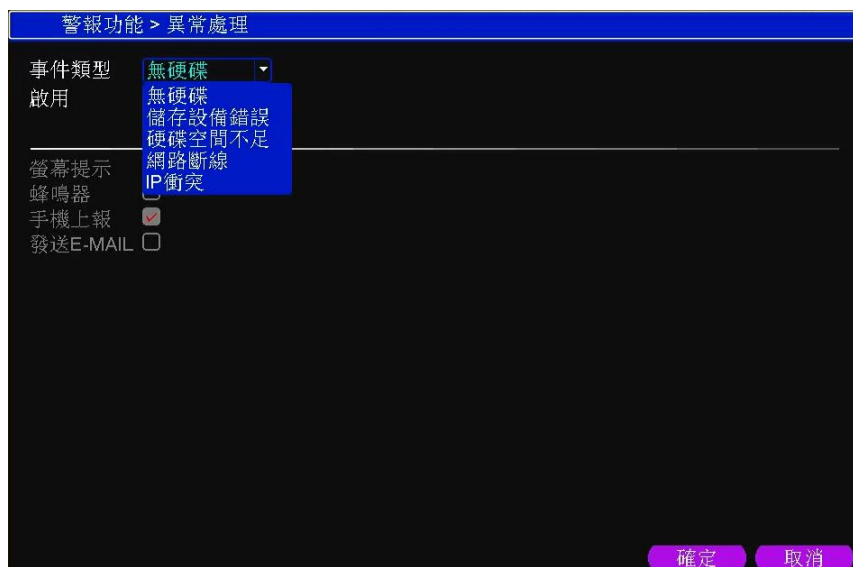 警報功能 > 異常處理
事件類型 無硬碟
啟用
無硬碟
儲存設備錯誤
硬碟空間不足
網路斷線
IP衝突
螢幕提示
蜂鳴器
手機上報
發送E-MAIL
確定 取消